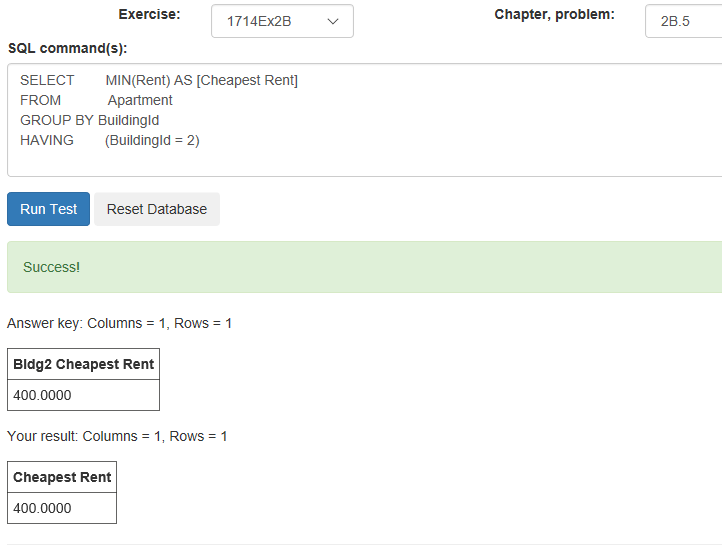 Exercise: 1714Ex2B Chapter, problem: 2B.5
SQL command(s):
SELECT MIN(Rent) AS [Cheapest Rent]
FROM Apartment
GROUP BY BuildingId
HAVING (BuildingId = 2)
Run Test Reset Database
Success!
Answer key: Columns = 1, Rows = 1
Bldg2 Cheapest Rent
400.0000
Your result: Columns = 1, Rows = 1
Cheapest Rent
400.0000